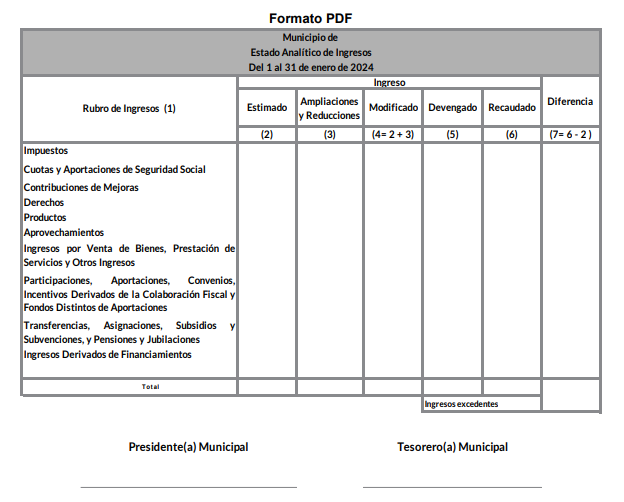 Formato PDF
Municipio de
Estado Analítico de Ingresos
Del 1 al 31 de enero de 2024
Rubro de Ingresos (1)
Ingreso
Diferencia
Estimado
Ampliaciones
y Reducciones
Modificado
Devengado
Recaudado
(2)
(3)
(4= 2 + 3)
(5)
(6)
(7= 6 - 2 )
Impuestos
Cuotas y Aportaciones de Seguridad Social
Contribuciones de Mejoras
Derechos
Productos
Aprovechamientos
Ingresos por Venta de Bienes, Prestación de
Servicios y Otros Ingresos
Participaciones, Aportaciones, Convenios,
Incentivos Derivados de la Colaboración Fiscal y
Fondos Distintos de Aportaciones
Transferencias, Asignaciones, Subsidios y
Subvenciones, y Pensiones y Jubilaciones
Ingresos Derivados de Financiamientos
Total
Ingresos excedentes
Presidente(a) Municipal
Tesorero(a) Municipal